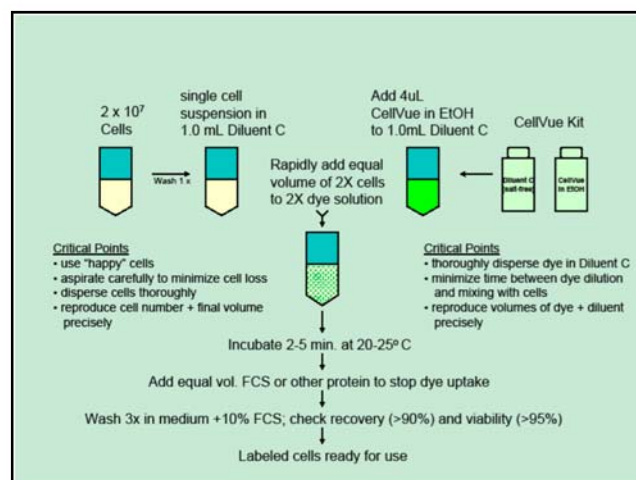 2 x 10⁷
Cells
Wash 1 x
single cell
suspension in
1.0 mL Diluent C
Add 4uL
CellVue in EtOH
to 1.0mL Diluent C
CellVue Kit
Diluent C
(salt-free)
CellVue
in EtOH
Rapidly add equal
volume of 2X cells
to 2X dye solution
Critical Points
• use "happy" cells
• aspirate carefully to minimize cell loss
• disperse cells thoroughly
• reproduce cell number + final volume
precisely
Critical Points
• thoroughly disperse dye in Diluent C
• minimize time between dye dilution
and mixing with cells
• reproduce volumes of dye + diluent
precisely
Incubate 2-5 min. at 20-25º C
Add equal vol. FCS or other protein to stop dye uptake
Wash 3x in medium +10% FCS; check recovery (>90%) and viability (>95%)
Labeled cells ready for use